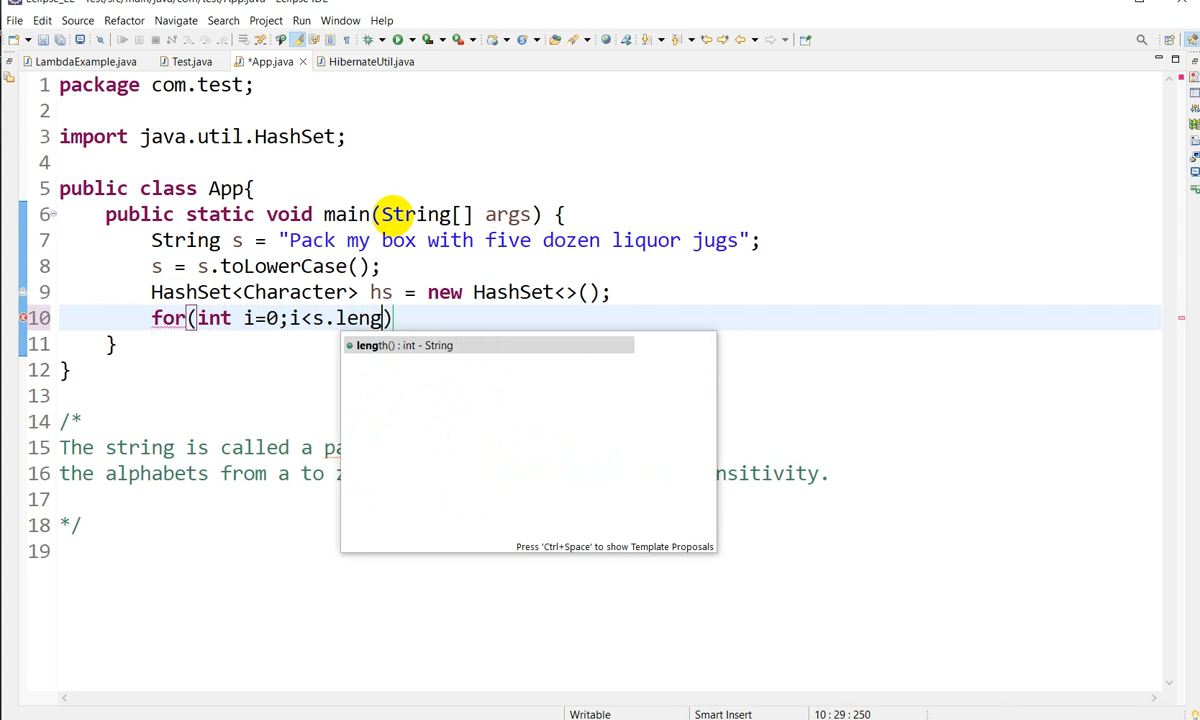 File Edit Source Refactor Navigate Search Project Run Window Help
LambdaExample.java Test.java *App.java HibernateUtil.java
1 package com.test;
2
3 import java.util.HashSet;
4
5 public class App{
6 public static void main(String[] args) {
7 String s = "Pack my box with five dozen liquor jugs";
8 s = s.toLowerCase();
9 HashSet<Character> hs = new HashSet<>();
10 for(int i=0;i<s.leng)
length() : int - String
11 }
12 }
13
14 /*
15 The string is called a
16 the alphabets from a to nsitivity.
17
Press 'Ctrl+Space' to show Template Proposals
18 */
19
Writable Smart Insert 10 : 29 : 250